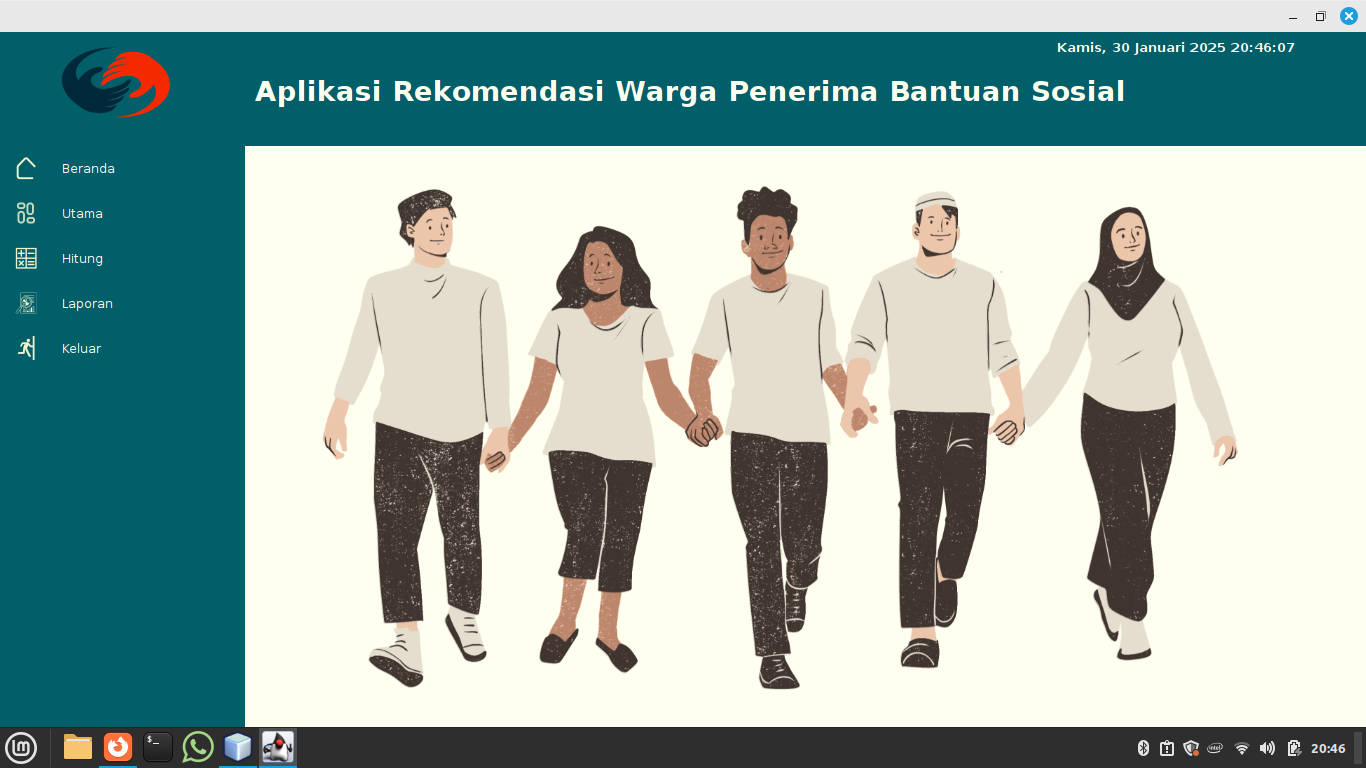 Kamis, 30 Januari 2025 20:46:07
Aplikasi Rekomendasi Warga Penerima Bantuan Sosial
Beranda
Utama
Hitung
Laporan
Keluar
$_
intel
20:46